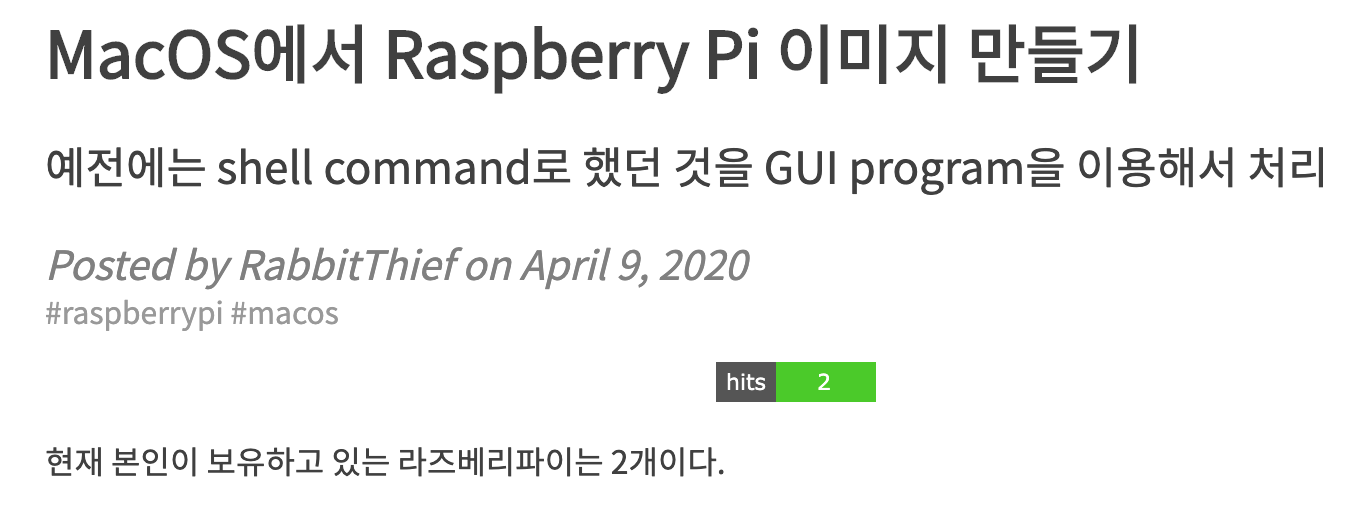 MacOS에서 Raspberry Pi 이미지 만들기
예전에는 shell command로 했던 것을 GUI program을 이용해서 처리
Posted by RabbitThief on April 9, 2020
#raspberrypi #macos
hits 2
현재 본인이 보유하고 있는 라즈베리파이는 2개이다.